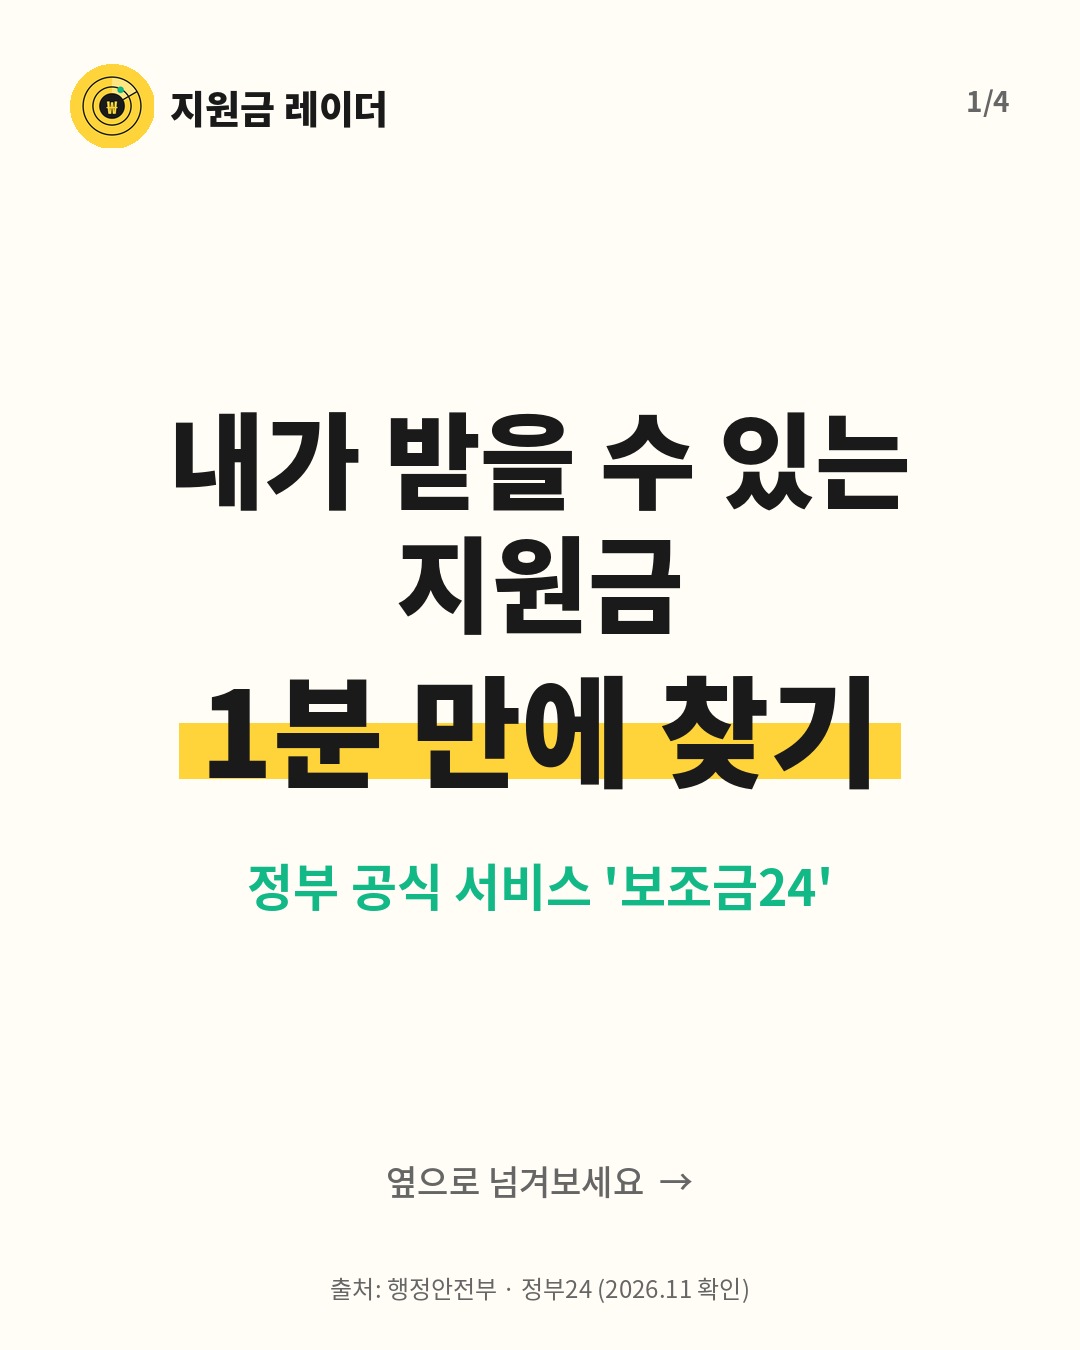 ₩
지원금 레이더
1/4
내가 받을 수 있는
지원금
1분 만에 찾기
정부 공식 서비스 '보조금24'
옆으로 넘겨보세요 →
출처: 행정안전부 · 정부24 (2026.11 확인)